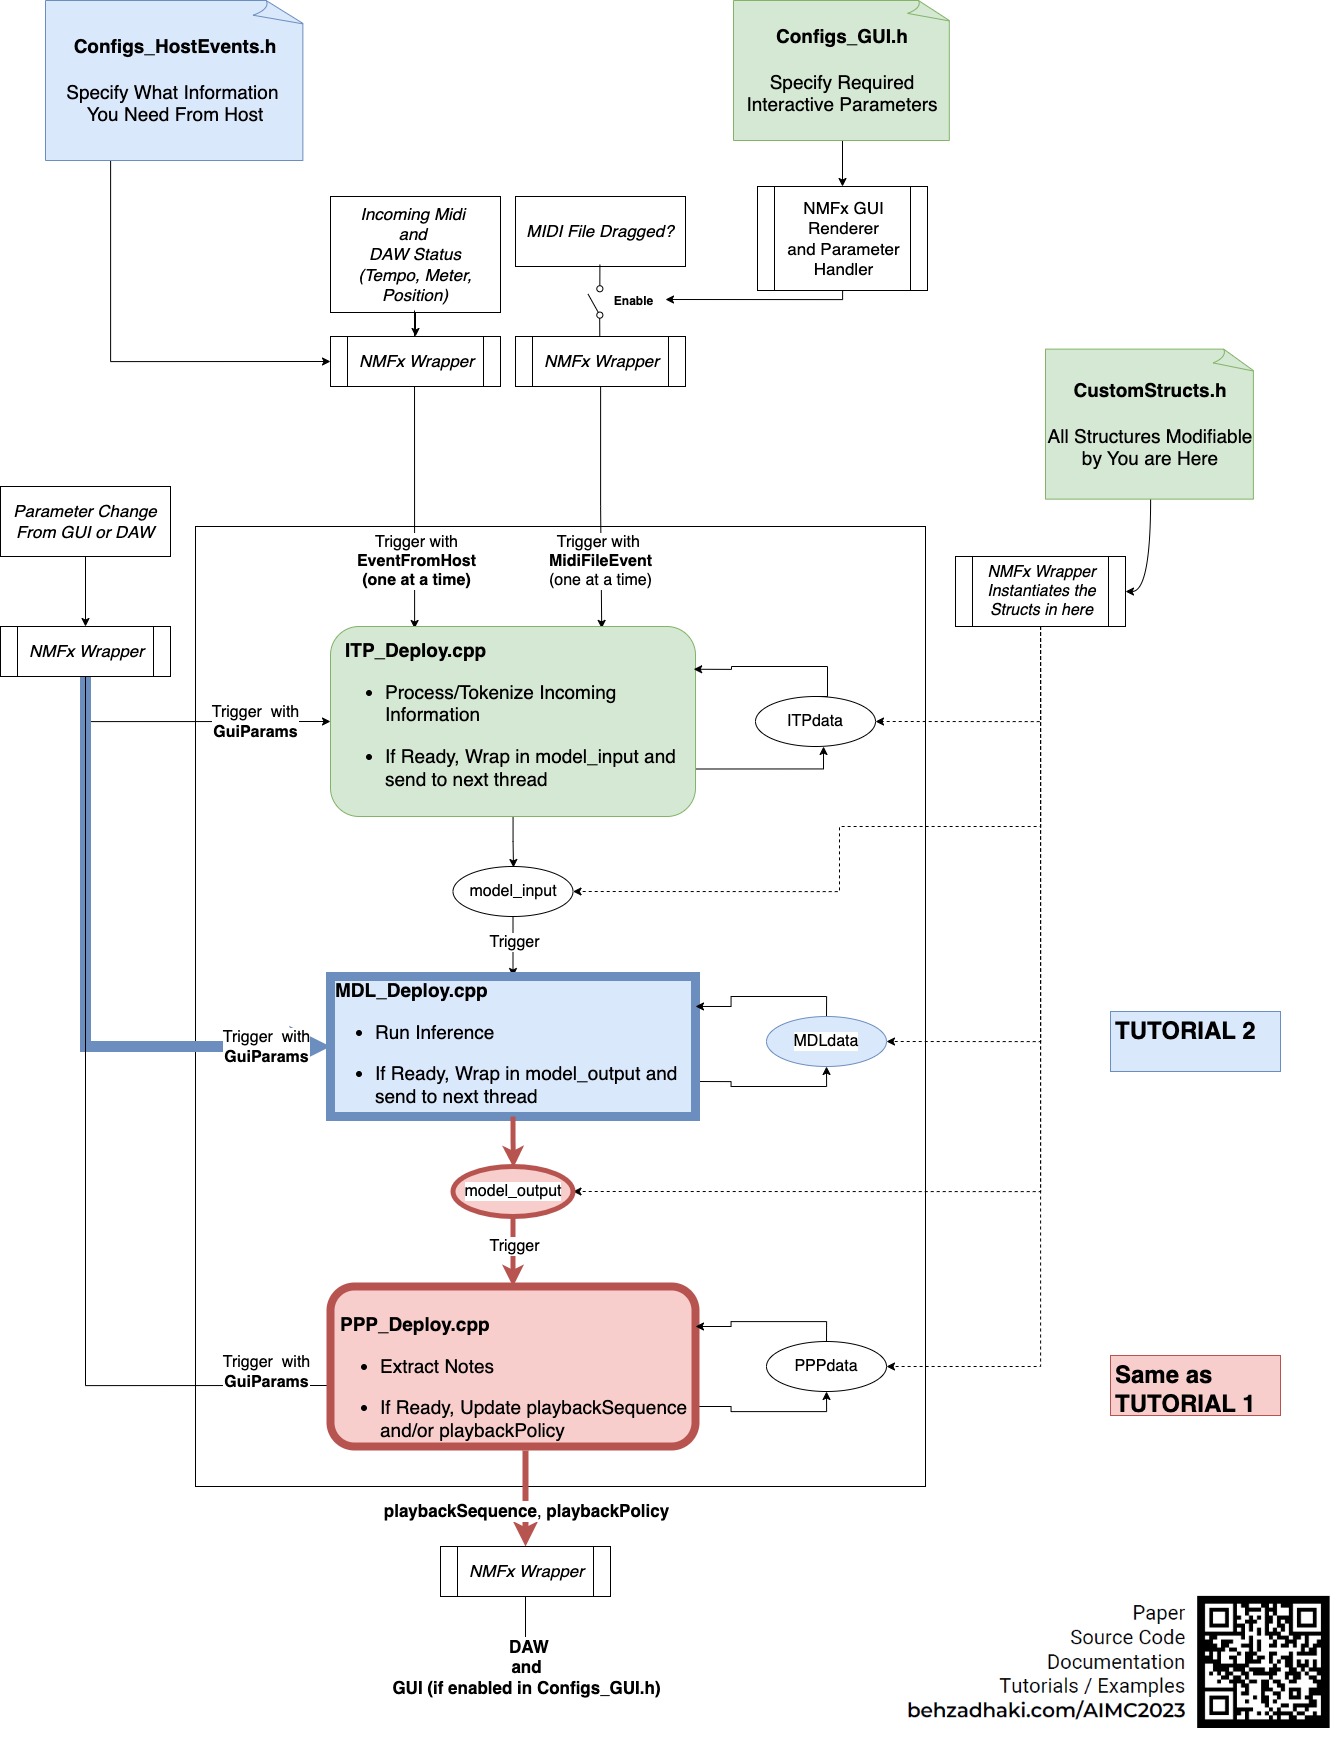 Configs_HostEvents.h
Specify What Information
You Need From Host
Configs_GUI.h
Specify Required
Interactive Parameters
Incoming Midi
and
DAW Status
(Tempo, Meter,
Position)
MIDI File Dragged?
NMFx GUI
Renderer
and Parameter
Handler
Enable
NMFx Wrapper
NMFx Wrapper
CustomStructs.h
All Structures Modifiable
by You are Here
Parameter Change
From GUI or DAW
Trigger with
EventFromHost
(one at a time)
Trigger with
MidiFileEvent
(one at a time)
NMFx Wrapper
Instantiates the
Structs in here
NMFx Wrapper
ITP_Deploy.cpp
• Process/Tokenize Incoming
Information
• If Ready, Wrap in model_input and
send to next thread
Trigger with
GuiParams
ITPdata
model_input
Trigger
MDL_Deploy.cpp
• Run Inference
• If Ready, Wrap in model_output and
send to next thread
Trigger with
GuiParams
MDLdata
TUTORIAL 2
model_output
Trigger
PPP_Deploy.cpp
• Extract Notes
• If Ready, Update playbackSequence
and/or playbackPolicy
Trigger with
GuiParams
PPPdata
Same as
TUTORIAL 1
playbackSequence, playbackPolicy
NMFx Wrapper
DAW
and
GUI (if enabled in Configs_GUI.h)
Paper
Source Code
Documentation
Tutorials / Examples
behzadhaki.com/AIMC2023